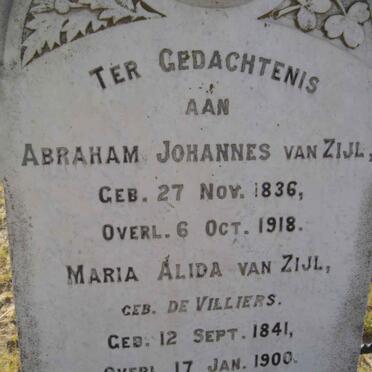 TER GEDACHTENIS
AAN
ABRAHAM JOHANNES VAN ZIJL,
GEB. 27 NOV. 1836,
OVERL. 6 OCT. 1918.
MARIA ALIDA VAN ZIJL,
GEB. DE VILLIERS.
GEB. 12 SEPT. 1841,
OVERL. 17 JAN. 1900.